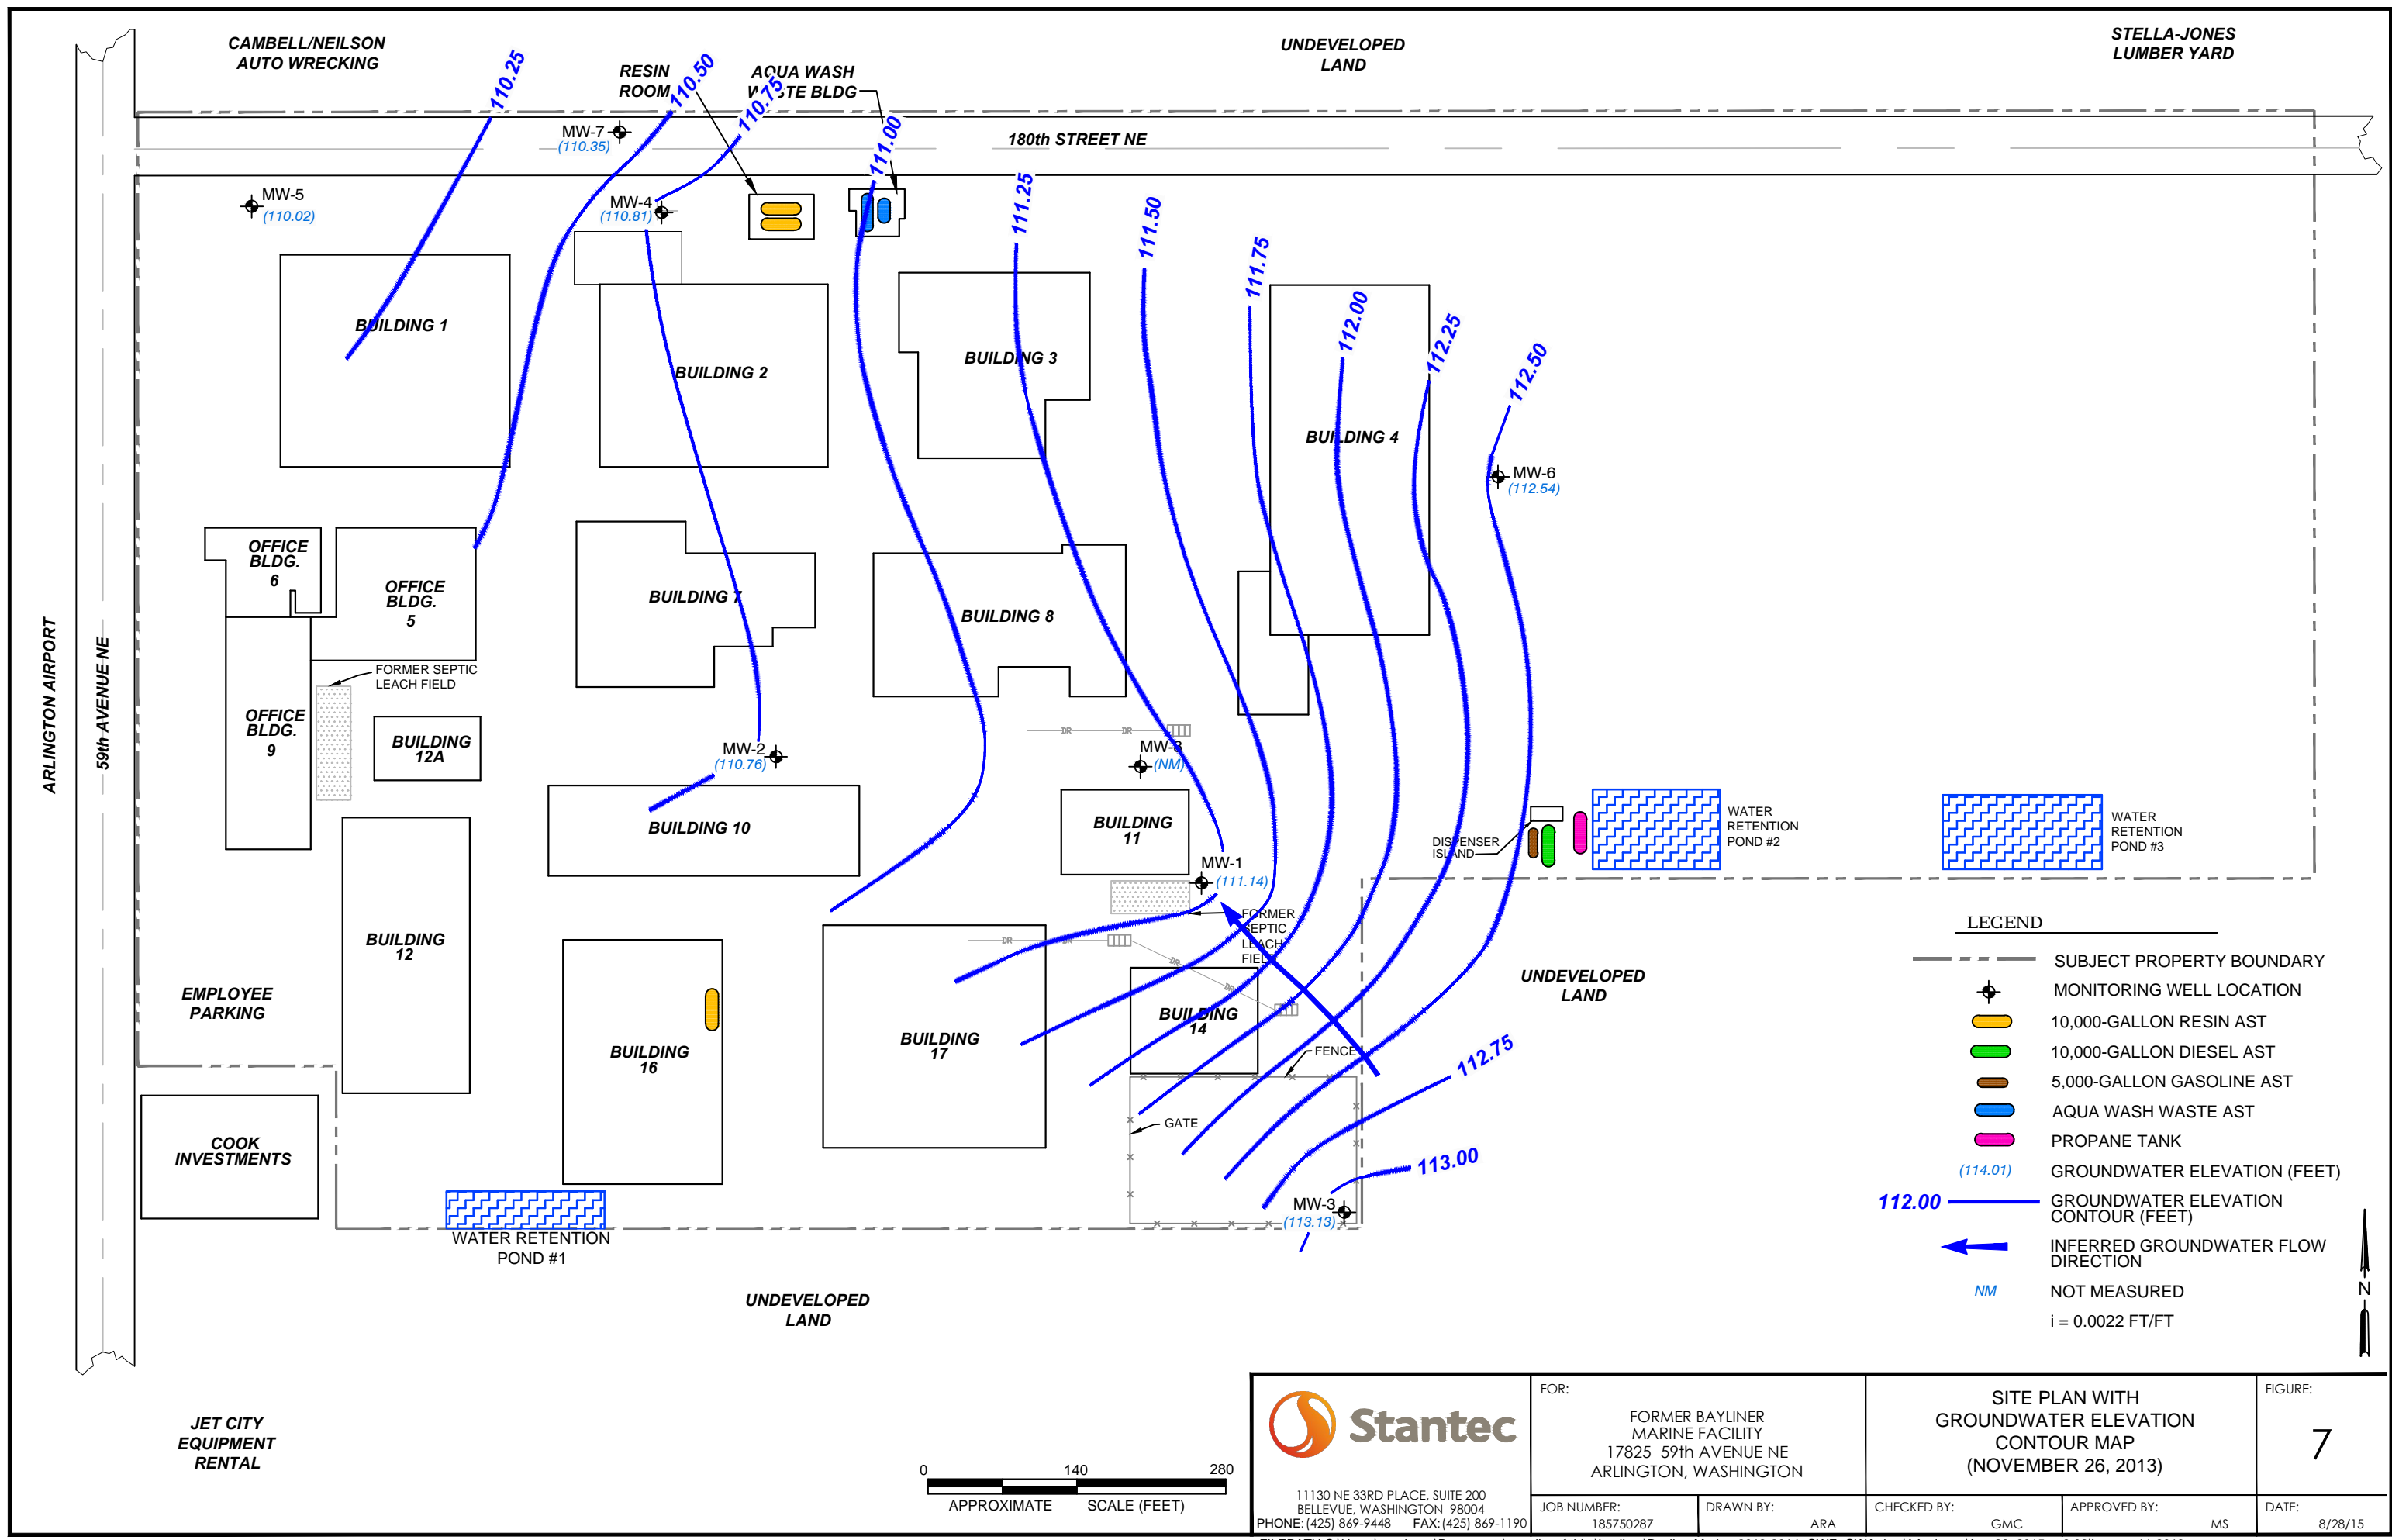 CAMBELL/NEILSON
AUTO WRECKING
110.25
RESIN
ROOM
110.50
AQUA WASH
WASTE BLDG
110.75
UNDEVELOPED
LAND
STELLA-JONES
LUMBER YARD
MW-7
(110.35)
111.00
180th STREET NE
MW-5
(110.02)
MW-4
(110.81)
111.25
111.50
111.75
112.00
112.25
112.50
BUILDING 1
BUILDING 2
BUILDING 3
BUILDING 4
MW-6
(112.54)
OFFICE
BLDG.
6
OFFICE
BLDG.
5
BUILDING 7
BUILDING 8
ARLINGTON AIRPORT
59th AVENUE NE
FORMER SEPTIC
LEACH FIELD
OFFICE
BLDG.
9
BUILDING
12A
MW-2
(110.76)
DR
DR
MW-8
(NM)
BUILDING 10
BUILDING
11
MW-1
(111.14)
DISPENSER
ISLAND
WATER
RETENTION
POND #2
WATER
RETENTION
POND #3
FORMER
SEPTIC
LEACH
FIELD
DR
DR
DR
DR
BUILDING
12
EMPLOYEE
PARKING
BUILDING
16
BUILDING
17
BUILDING
14
UNDEVELOPED
LAND
FENCE
112.75
GATE
113.00
MW-3
(113.13)
COOK
INVESTMENTS
WATER RETENTION
POND #1
UNDEVELOPED
LAND
LEGEND
SUBJECT PROPERTY BOUNDARY
MONITORING WELL LOCATION
10,000-GALLON RESIN AST
10,000-GALLON DIESEL AST
5,000-GALLON GASOLINE AST
AQUA WASH WASTE AST
PROPANE TANK
(114.01) GROUNDWATER ELEVATION (FEET)
112.00 GROUNDWATER ELEVATION
CONTOUR (FEET)
INFERRED GROUNDWATER FLOW
DIRECTION
NM NOT MEASURED
i = 0.0022 FT/FT
N
JET CITY
EQUIPMENT
RENTAL
0 140 280
APPROXIMATE SCALE (FEET)
Stantec
11130 NE 33RD PLACE, SUITE 200
BELLEVUE, WASHINGTON 98004
PHONE: (425) 869-9448 FAX: (425) 869-1190
FOR:
FORMER BAYLINER
MARINE FACILITY
17825 59th AVENUE NE
ARLINGTON, WASHINGTON
SITE PLAN WITH
GROUNDWATER ELEVATION
CONTOUR MAP
(NOVEMBER 26, 2013)
FIGURE:
7
JOB NUMBER:
185750287
DRAWN BY:
ARA
CHECKED BY:
GMC
APPROVED BY:
MS
DATE:
8/28/15